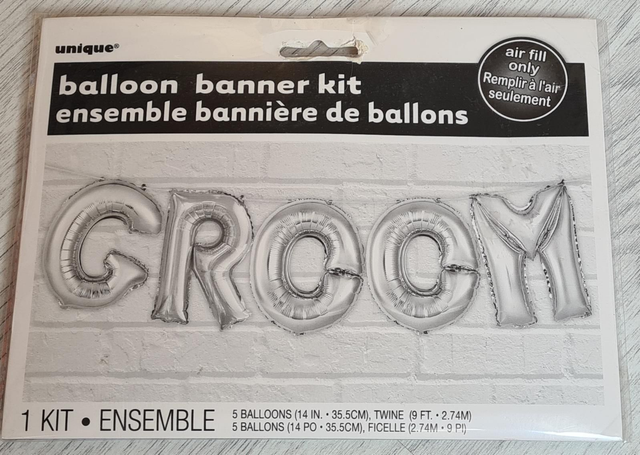 unique®
air fill
only
Remplir à l'air
seulement
balloon banner kit
ensemble bannière de ballons
GROOM
1 KIT • ENSEMBLE
5 BALLOONS (14 IN. • 35.5CM), TWINE (9 FT. • 2.74M)
5 BALLONS (14 PO • 35.5CM), FICELLE (2.74M • 9 PI)